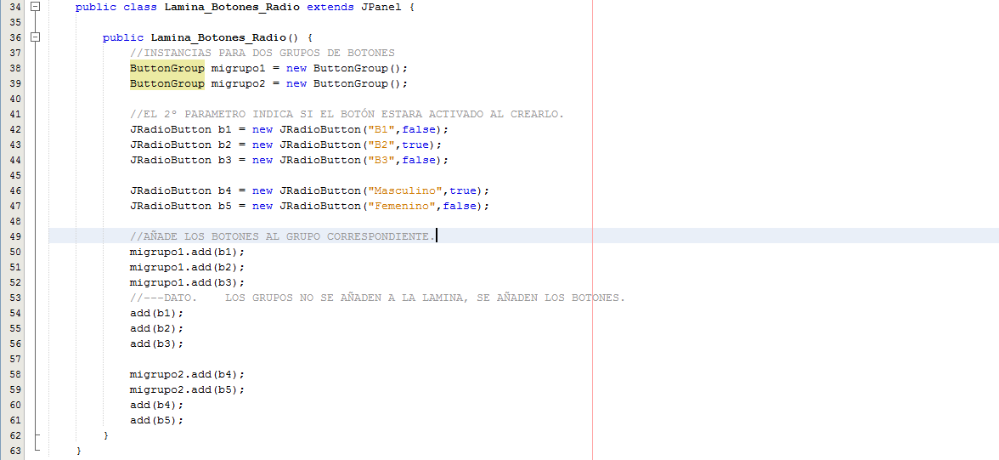 34 public class Lamina_Botones_Radio extends JPanel {
35
36 public Lamina_Botones_Radio() {
37 //INSTANCIAS PARA DOS GRUPOS DE BOTONES
38 ButtonGroup migrupo1 = new ButtonGroup();
39 ButtonGroup migrupo2 = new ButtonGroup();
40
41 //EL 2º PARAMETRO INDICA SI EL BOTÓN ESTARA ACTIVADO AL CREARLO.
42 JRadioButton b1 = new JRadioButton("B1",false);
43 JRadioButton b2 = new JRadioButton("B2",true);
44 JRadioButton b3 = new JRadioButton("B3",false);
45
46 JRadioButton b4 = new JRadioButton("Masculino",true);
47 JRadioButton b5 = new JRadioButton("Femenino",false);
48
49 //AÑADE LOS BOTONES AL GRUPO CORRESPONDIENTE.
50 migrupo1.add(b1);
51 migrupo1.add(b2);
52 migrupo1.add(b3);
53 //---DATO.    LOS GRUPOS NO SE AÑADEN A LA LAMINA, SE AÑADEN LOS BOTONES.
54 add(b1);
55 add(b2);
56 add(b3);
57
58 migrupo2.add(b4);
59 migrupo2.add(b5);
60 add(b4);
61 add(b5);
62 }
63 }